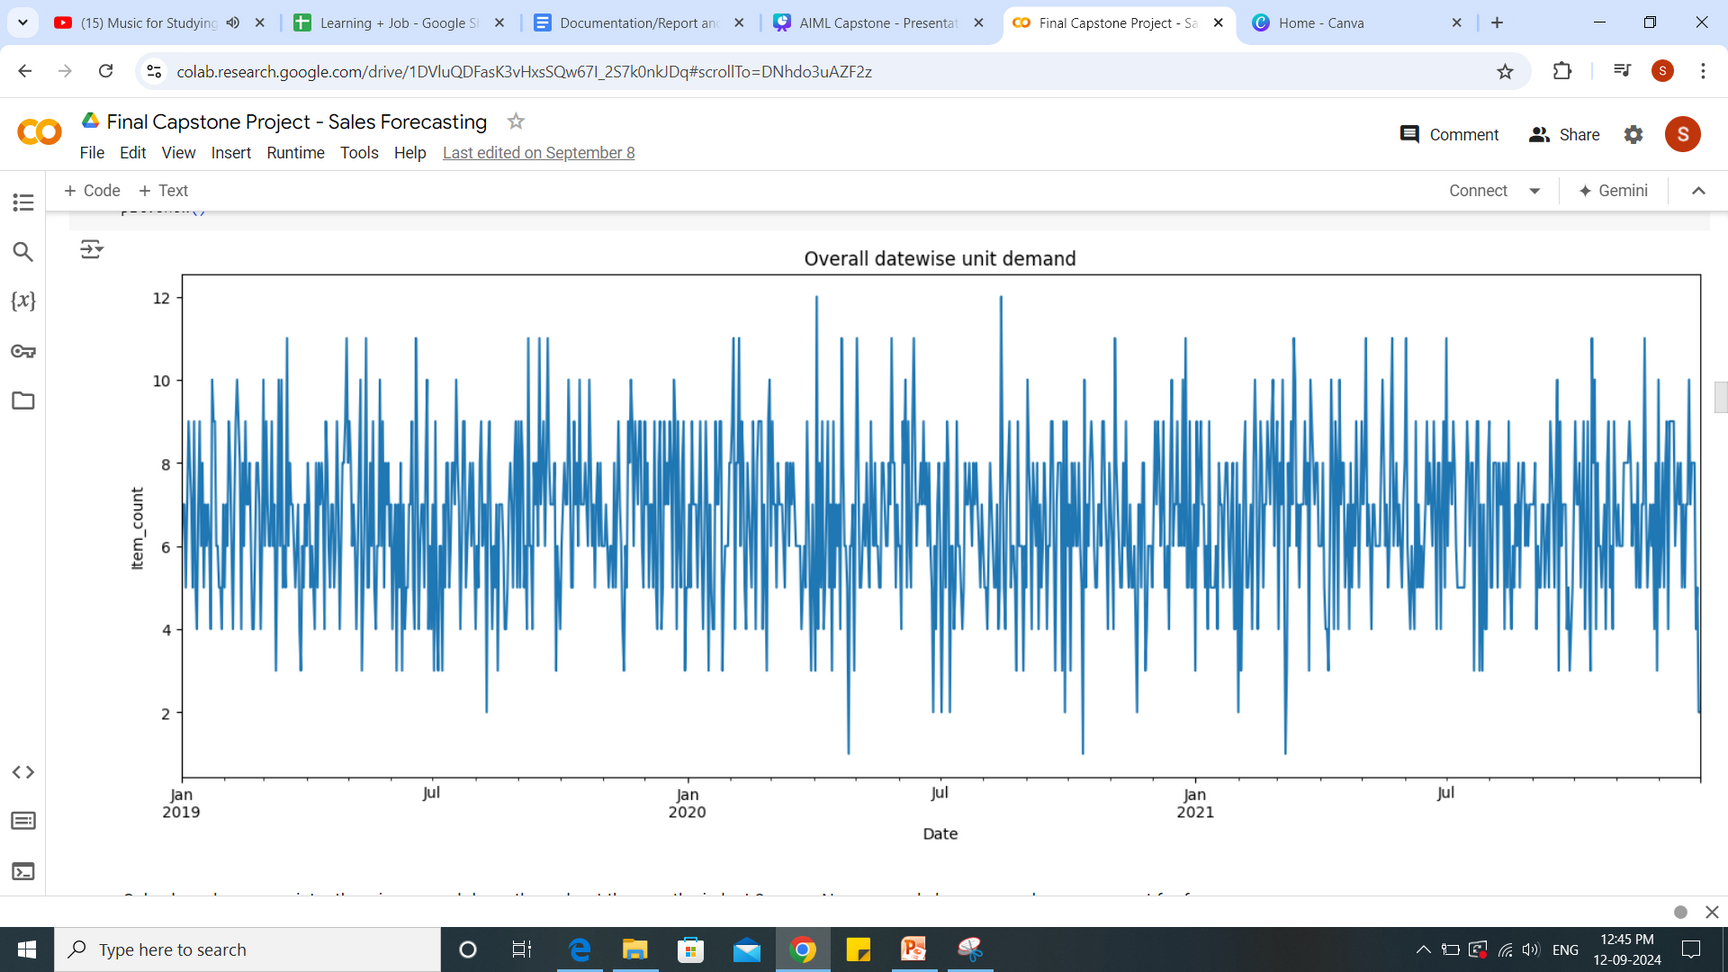 (15) Music for Studying
Learning + Job - Google Sh
Documentation/Report and
AIML Capstone - Presentat
Final Capstone Project - Sa
Home - Canva
colab.research.google.com/drive/1DVluQDFasK3vHxsSQw67I_2S7k0nkJDq#scrollTo=DNhdo3uAZF2z
S
Final Capstone Project - Sales Forecasting
Comment
Share
S
File Edit View Insert Runtime Tools Help Last edited on September 8
+ Code + Text
Connect
Gemini
{x}
Overall datewise unit demand
12
10
8
6
4
2
Item_count
Jan Jul Jan Jul Jan Jul
2019 2020 2021
Date
Type here to search
ENG
12:45 PM
12-09-2024